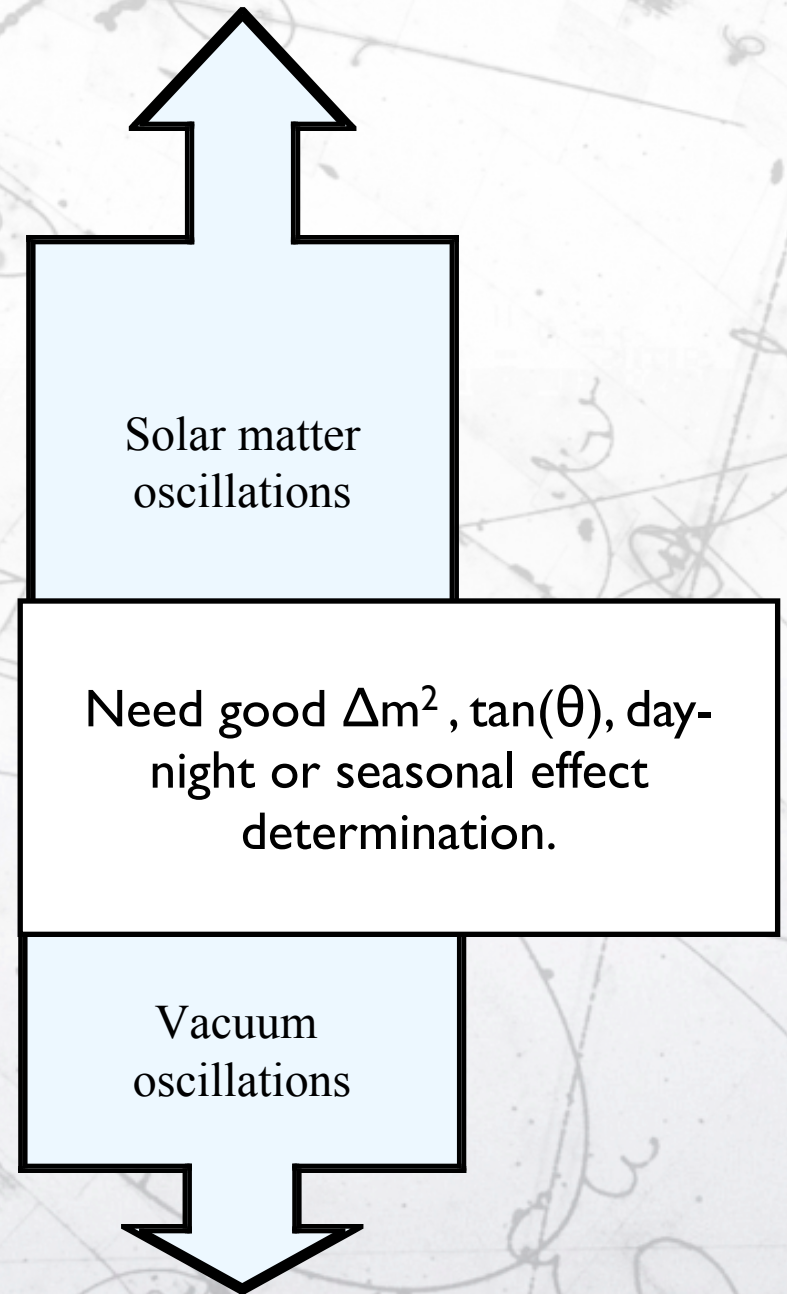 Solar matter
oscillations
Need good Δm² , tan(θ), day-
night or seasonal effect
determination.
Vacuum
oscillations